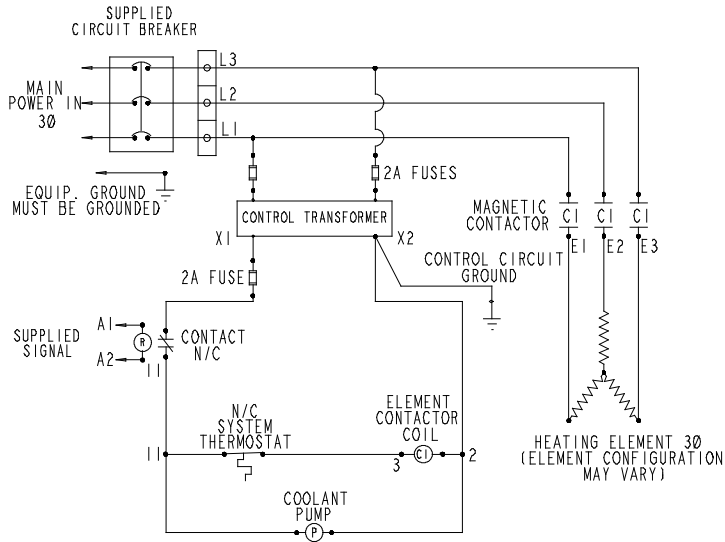 SUPPLIED
CIRCUIT BREAKER
L3
MAIN
POWER IN
30
L2
L1
2A FUSES
EQUIP. GROUND
MUST BE GROUNDED
CONTROL TRANSFORMER
X1
X2
MAGNETIC
CONTACTOR
C1
C1
C1
E1
E2
E3
CONTROL CIRCUIT
GROUND
2A FUSE
A1
SUPPLIED
SIGNAL
R
A2
CONTACT
N/C
11
N/C
SYSTEM
THERMOSTAT
ELEMENT
CONTACTOR
COIL
11
3
C1
2
HEATING ELEMENT 30
(ELEMENT CONFIGURATION
MAY VARY)
COOLANT
PUMP
P